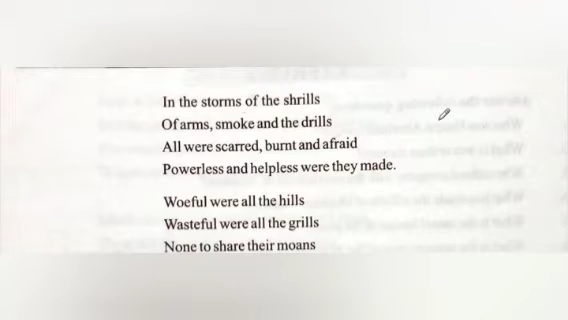 In the storms of the shrills
Of arms, smoke and the drills
All were scarred, burnt and afraid
Powerless and helpless were they made.
Woeful were all the hills
Wasteful were all the grills
None to share their moans